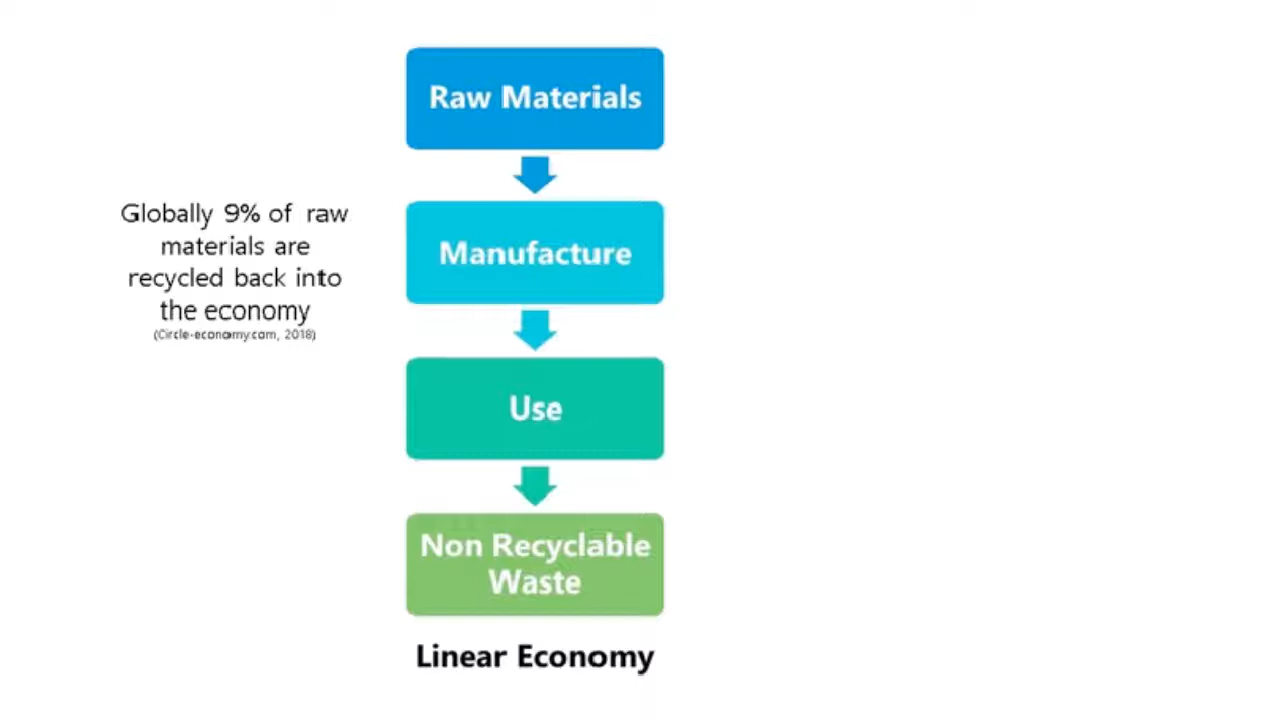 Raw Materials
Globally 9% of raw
materials are
recycled back into
the economy
(Circle-economy.com, 2018)
Manufacture
Use
Non Recyclable
Waste
Linear Economy